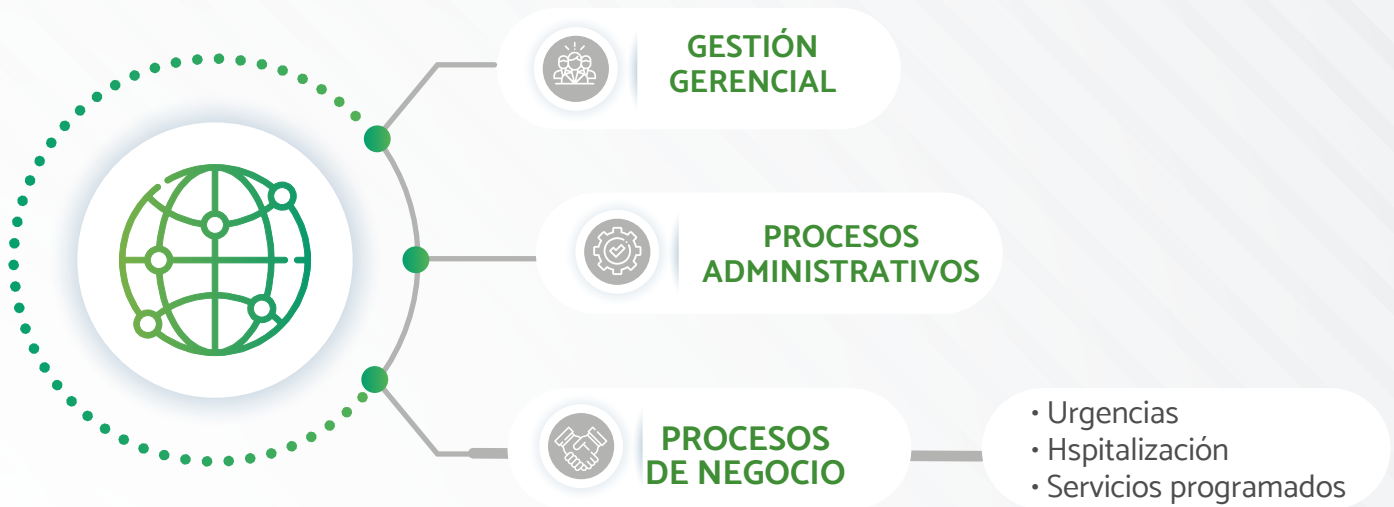 GESTIÓN
GERENCIAL
PROCESOS
ADMINISTRATIVOS
PROCESOS
DE NEGOCIO
• Urgencias
• Hspitalización
• Servicios programados